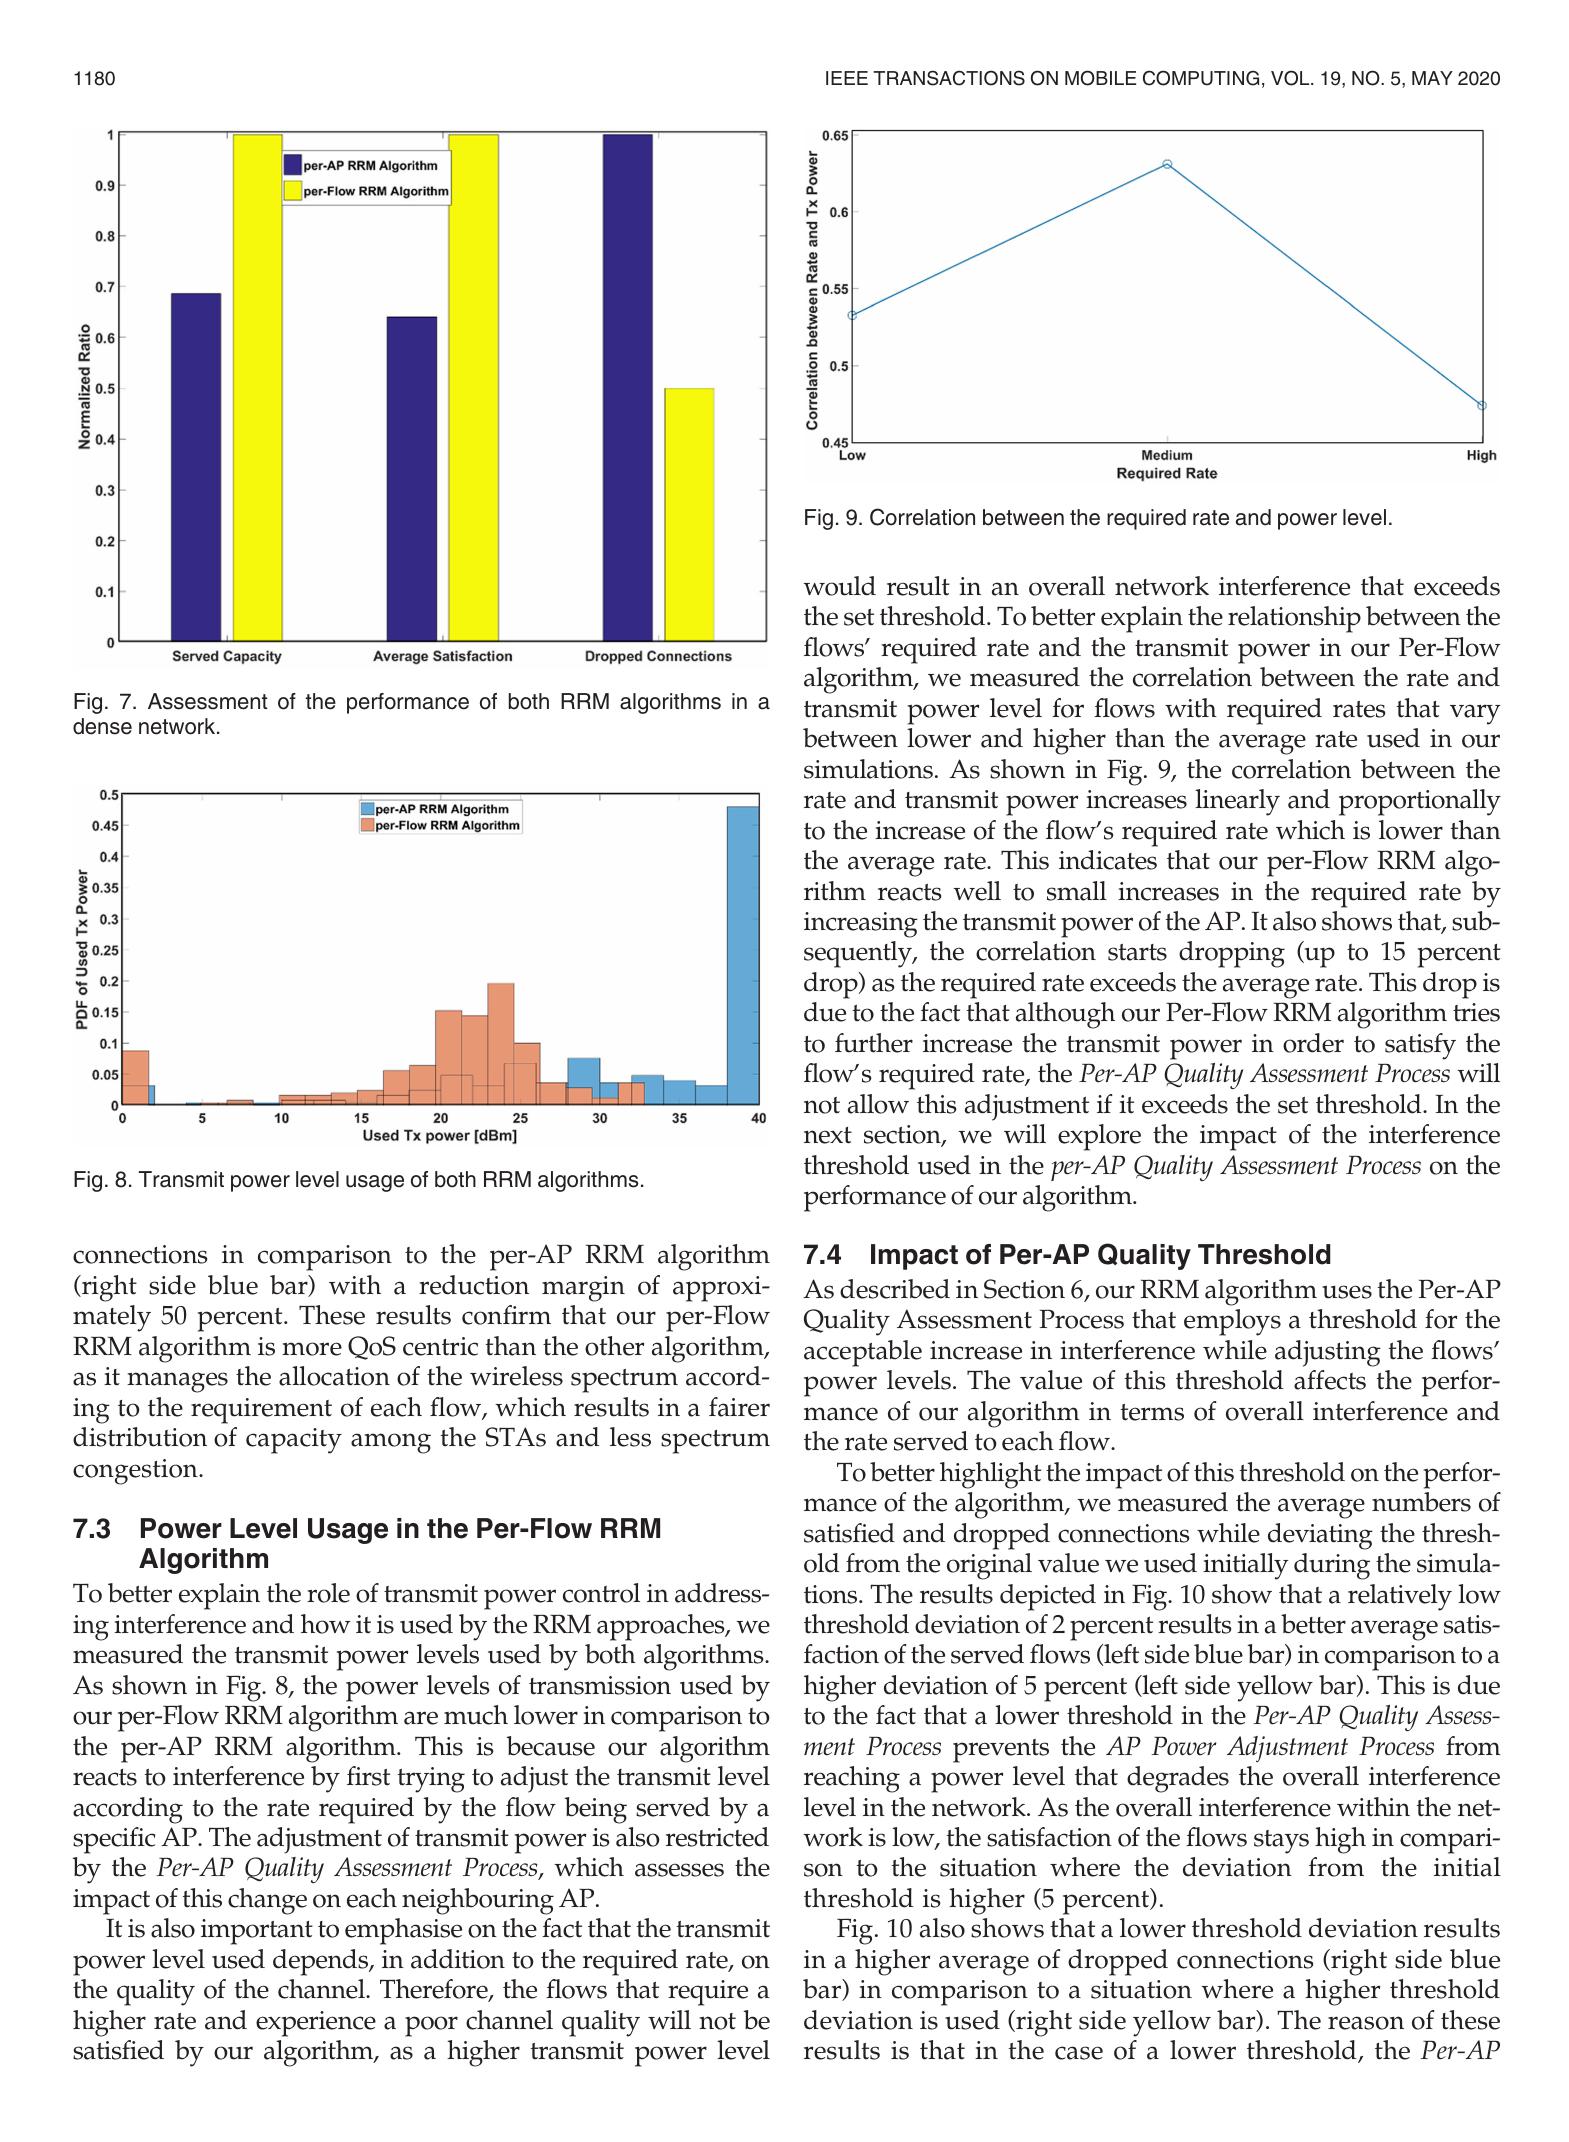 1180
IEEE TRANSACTIONS ON MOBILE COMPUTING, VOL. 19, NO. 5, MAY 2020
1
0.9
0.8
0.7
0.6
0.5
0.4
0.3
0.2
0.1
0
Normalized Ratio
per-AP RRM Algorithm
per-Flow RRM Algorithm
Served Capacity
Average Satisfaction
Dropped Connections
Fig. 7. Assessment of the performance of both RRM algorithms in a
dense network.
0.5
0.45
0.4
0.35
0.3
0.25
0.2
0.15
0.1
0.05
0
PDF of Used Tx Power
per-AP RRM Algorithm
per-Flow RRM Algorithm
0 5 10 15 20 25 30 35 40
Used Tx power [dBm]
Fig. 8. Transmit power level usage of both RRM algorithms.
connections in comparison to the per-AP RRM algorithm
(right side blue bar) with a reduction margin of approxi-
mately 50 percent. These results confirm that our per-Flow
RRM algorithm is more QoS centric than the other algorithm,
as it manages the allocation of the wireless spectrum accord-
ing to the requirement of each flow, which results in a fairer
distribution of capacity among the STAs and less spectrum
congestion.
7.3 Power Level Usage in the Per-Flow RRM
Algorithm
To better explain the role of transmit power control in address-
ing interference and how it is used by the RRM approaches, we
measured the transmit power levels used by both algorithms.
As shown in Fig. 8, the power levels of transmission used by
our per-Flow RRM algorithm are much lower in comparison to
the per-AP RRM algorithm. This is because our algorithm
reacts to interference by first trying to adjust the transmit level
according to the rate required by the flow being served by a
specific AP. The adjustment of transmit power is also restricted
by the Per-AP Quality Assessment Process, which assesses the
impact of this change on each neighbouring AP.
It is also important to emphasise on the fact that the transmit
power level used depends, in addition to the required rate, on
the quality of the channel. Therefore, the flows that require a
higher rate and experience a poor channel quality will not be
satisfied by our algorithm, as a higher transmit power level
0.65
0.6
0.55
0.5
0.45
Correlation between Rate and Tx Power
Low
Medium
High
Required Rate
Fig. 9. Correlation between the required rate and power level.
would result in an overall network interference that exceeds
the set threshold. To better explain the relationship between the
flows' required rate and the transmit power in our Per-Flow
algorithm, we measured the correlation between the rate and
transmit power level for flows with required rates that vary
between lower and higher than the average rate used in our
simulations. As shown in Fig. 9, the correlation between the
rate and transmit power increases linearly and proportionally
to the increase of the flow's required rate which is lower than
the average rate. This indicates that our per-Flow RRM algo-
rithm reacts well to small increases in the required rate by
increasing the transmit power of the AP. It also shows that, sub-
sequently, the correlation starts dropping (up to 15 percent
drop) as the required rate exceeds the average rate. This drop is
due to the fact that although our Per-Flow RRM algorithm tries
to further increase the transmit power in order to satisfy the
flow's required rate, the Per-AP Quality Assessment Process will
not allow this adjustment if it exceeds the set threshold. In the
next section, we will explore the impact of the interference
threshold used in the per-AP Quality Assessment Process on the
performance of our algorithm.
7.4 Impact of Per-AP Quality Threshold
As described in Section 6, our RRM algorithm uses the Per-AP
Quality Assessment Process that employs a threshold for the
acceptable increase in interference while adjusting the flows'
power levels. The value of this threshold affects the perfor-
mance of our algorithm in terms of overall interference and
the rate served to each flow.
To better highlight the impact of this threshold on the perfor-
mance of the algorithm, we measured the average numbers of
satisfied and dropped connections while deviating the thresh-
old from the original value we used initially during the simula-
tions. The results depicted in Fig. 10 show that a relatively low
threshold deviation of 2 percent results in a better average satis-
faction of the served flows (left side blue bar) in comparison to a
higher deviation of 5 percent (left side yellow bar). This is due
to the fact that a lower threshold in the Per-AP Quality Assess-
ment Process prevents the AP Power Adjustment Process from
reaching a power level that degrades the overall interference
level in the network. As the overall interference within the net-
work is low, the satisfaction of the flows stays high in compari-
son to the situation where the deviation from the initial
threshold is higher (5 percent).
Fig. 10 also shows that a lower threshold deviation results
in a higher average of dropped connections (right side blue
bar) in comparison to a situation where a higher threshold
deviation is used (right side yellow bar). The reason of these
results is that in the case of a lower threshold, the Per-AP